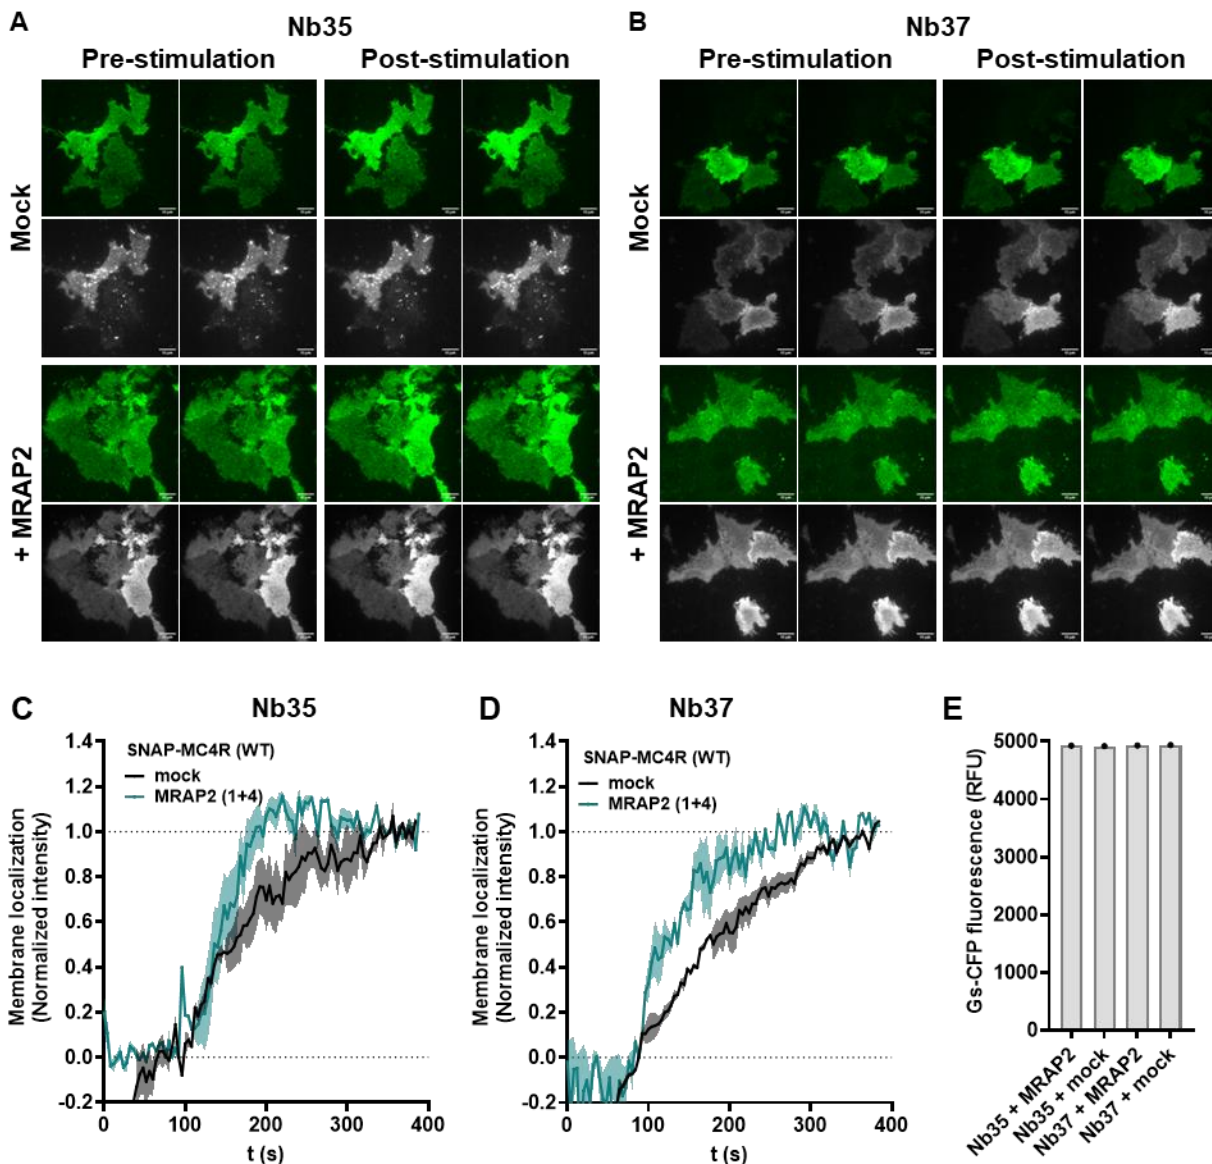 A
Nb35
Pre-stimulation
Post-stimulation
Mock
+ MRAP2
B
Nb37
Pre-stimulation
Post-stimulation
Mock
+ MRAP2
C
Nb35
1.4
1.2
1.0
0.8
0.6
0.4
0.2
0.0
-0.2
Membrane localization
(Normalized intensity)
SNAP-MC4R (WT)
mock
MRAP2 (1+4)
0
100
200
300
400
t (s)
D
Nb37
1.4
1.2
1.0
0.8
0.6
0.4
0.2
0.0
-0.2
Membrane localization
(Normalized intensity)
SNAP-MC4R (WT)
mock
MRAP2 (1+4)
0
100
200
300
400
t (s)
E
5000
4000
3000
2000
1000
0
Gs-CFP fluorescence (RFU)
Nb35 + MRAP2
Nb35 + mock
Nb37 + MRAP2
Nb37 + mock